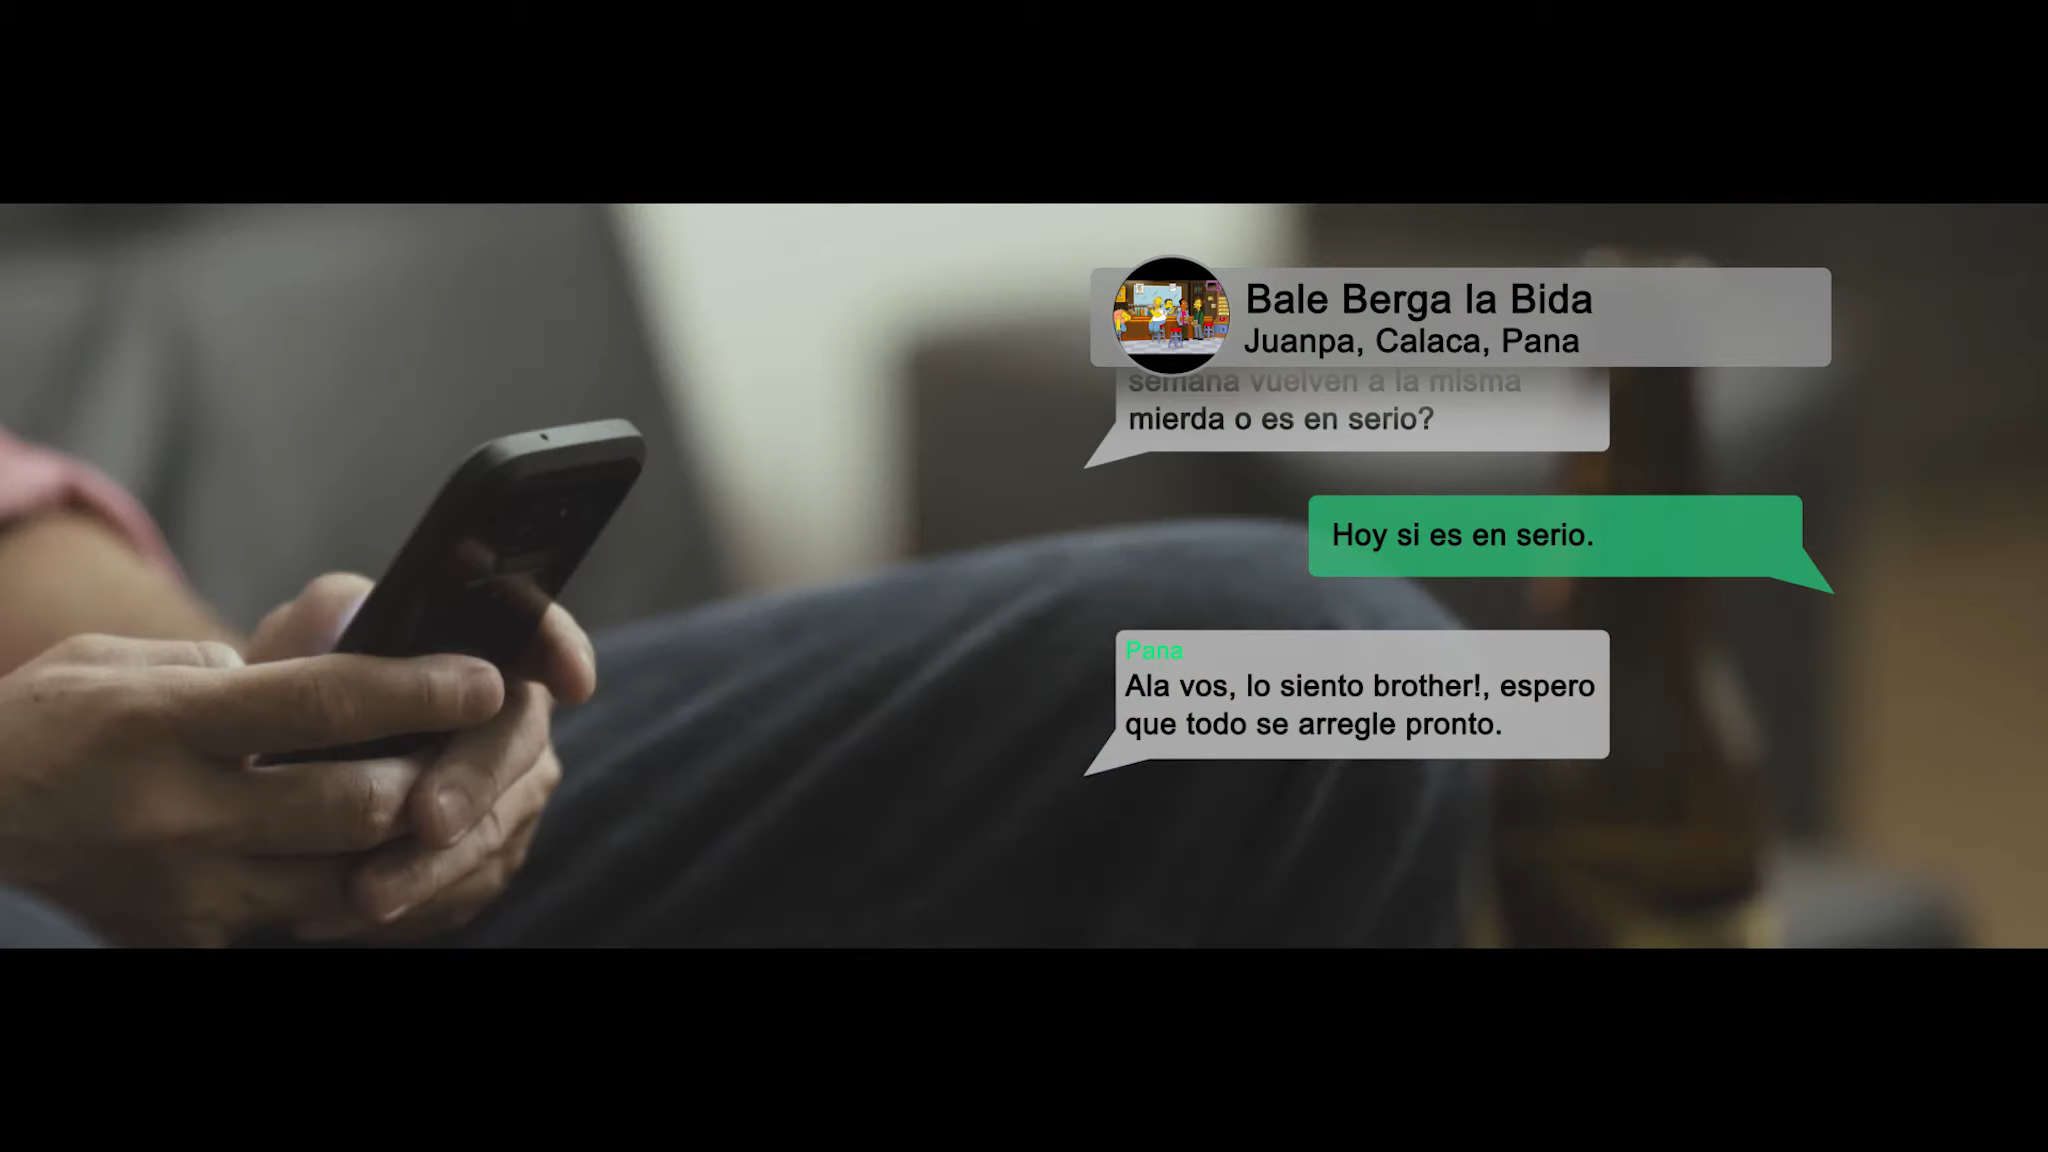 Bale Berga la Bida
Juanpa, Calaca, Pana
semana vuelven a la misma
mierda o es en serio?
Hoy si es en serio.
Pana
Ala vos, lo siento brother!, espero
que todo se arregle pronto.